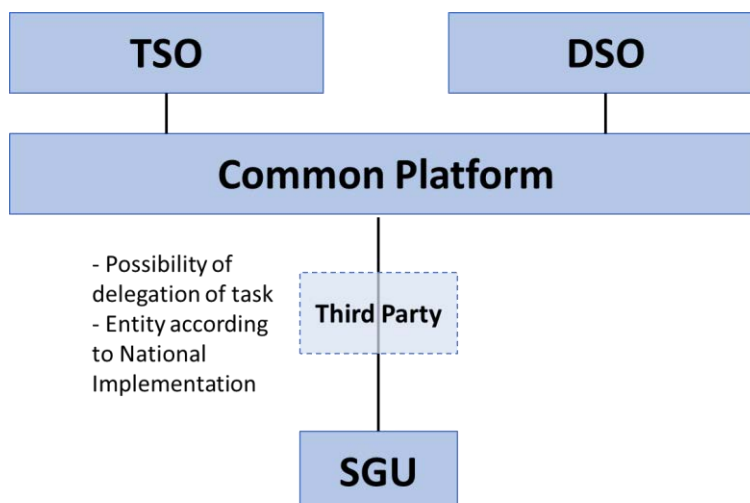 TSO
DSO
Common Platform
- Possibility of
delegation of task
- Entity according
to National
Implementation
Third Party
SGU